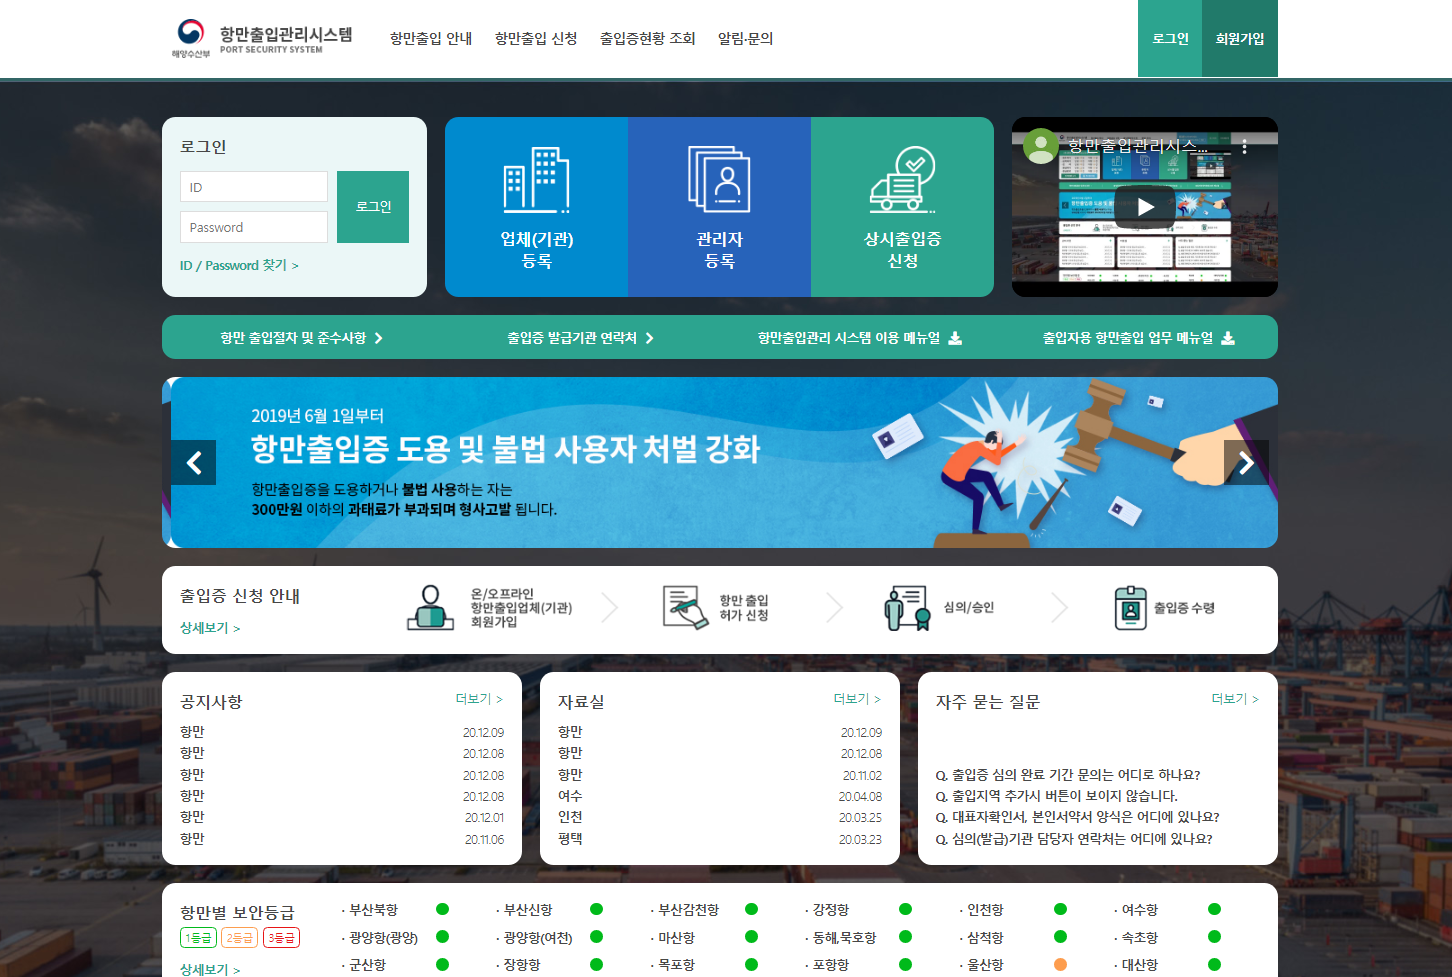 해양수산부
항만출입관리시스템
PORT SECURITY SYSTEM
항만출입 안내
항만출입 신청
출입증현황 조회
알림·문의
로그인
회원가입
로그인
ID
Password
로그인
ID / Password 찾기 >
업체(기관)
등록
관리자
등록
상시출입증
신청
항만출입관리시스...
항만 출입절차 및 준수사항
출입증 발급기관 연락처
항만출입관리 시스템 이용 메뉴얼
출입자용 항만출입 업무 메뉴얼
2019년 6월 1일부터
항만출입증 도용 및 불법 사용자 처벌 강화
항만출입증을 도용하거나 불법 사용하는 자는
300만원 이하의 과태료가 부과되며 형사고발 됩니다.
출입증 신청 안내
상세보기 >
온/오프라인
항만출입업체(기관)
회원가입
항만 출입
허가 신청
심의/승인
출입증 수령
공지사항
더보기 >
항만 20.12.09
항만 20.12.08
항만 20.12.08
항만 20.12.08
항만 20.12.01
항만 20.11.06
자료실
더보기 >
항만 20.12.09
항만 20.12.08
항만 20.11.02
여수 20.04.08
인천 20.03.25
평택 20.03.23
자주 묻는 질문
더보기 >
Q. 출입증 심의 완료 기간 문의는 어디로 하나요?
Q. 출입지역 추가시 버튼이 보이지 않습니다.
Q. 대표자확인서, 본인서약서 양식은 어디에 있나요?
Q. 심의(발급)기관 담당자 연락처는 어디에 있나요?
항만별 보안등급
1등급 2등급 3등급
상세보기 >
· 부산북항 · 부산신항 · 부산감천항 · 강정항 · 인천항 · 여수항
· 광양항(광양) · 광양항(여천) · 마산항 · 동해,묵호항 · 삼척항 · 속초항
· 군산항 · 장항항 · 목포항 · 포항항 · 울산항 · 대산항